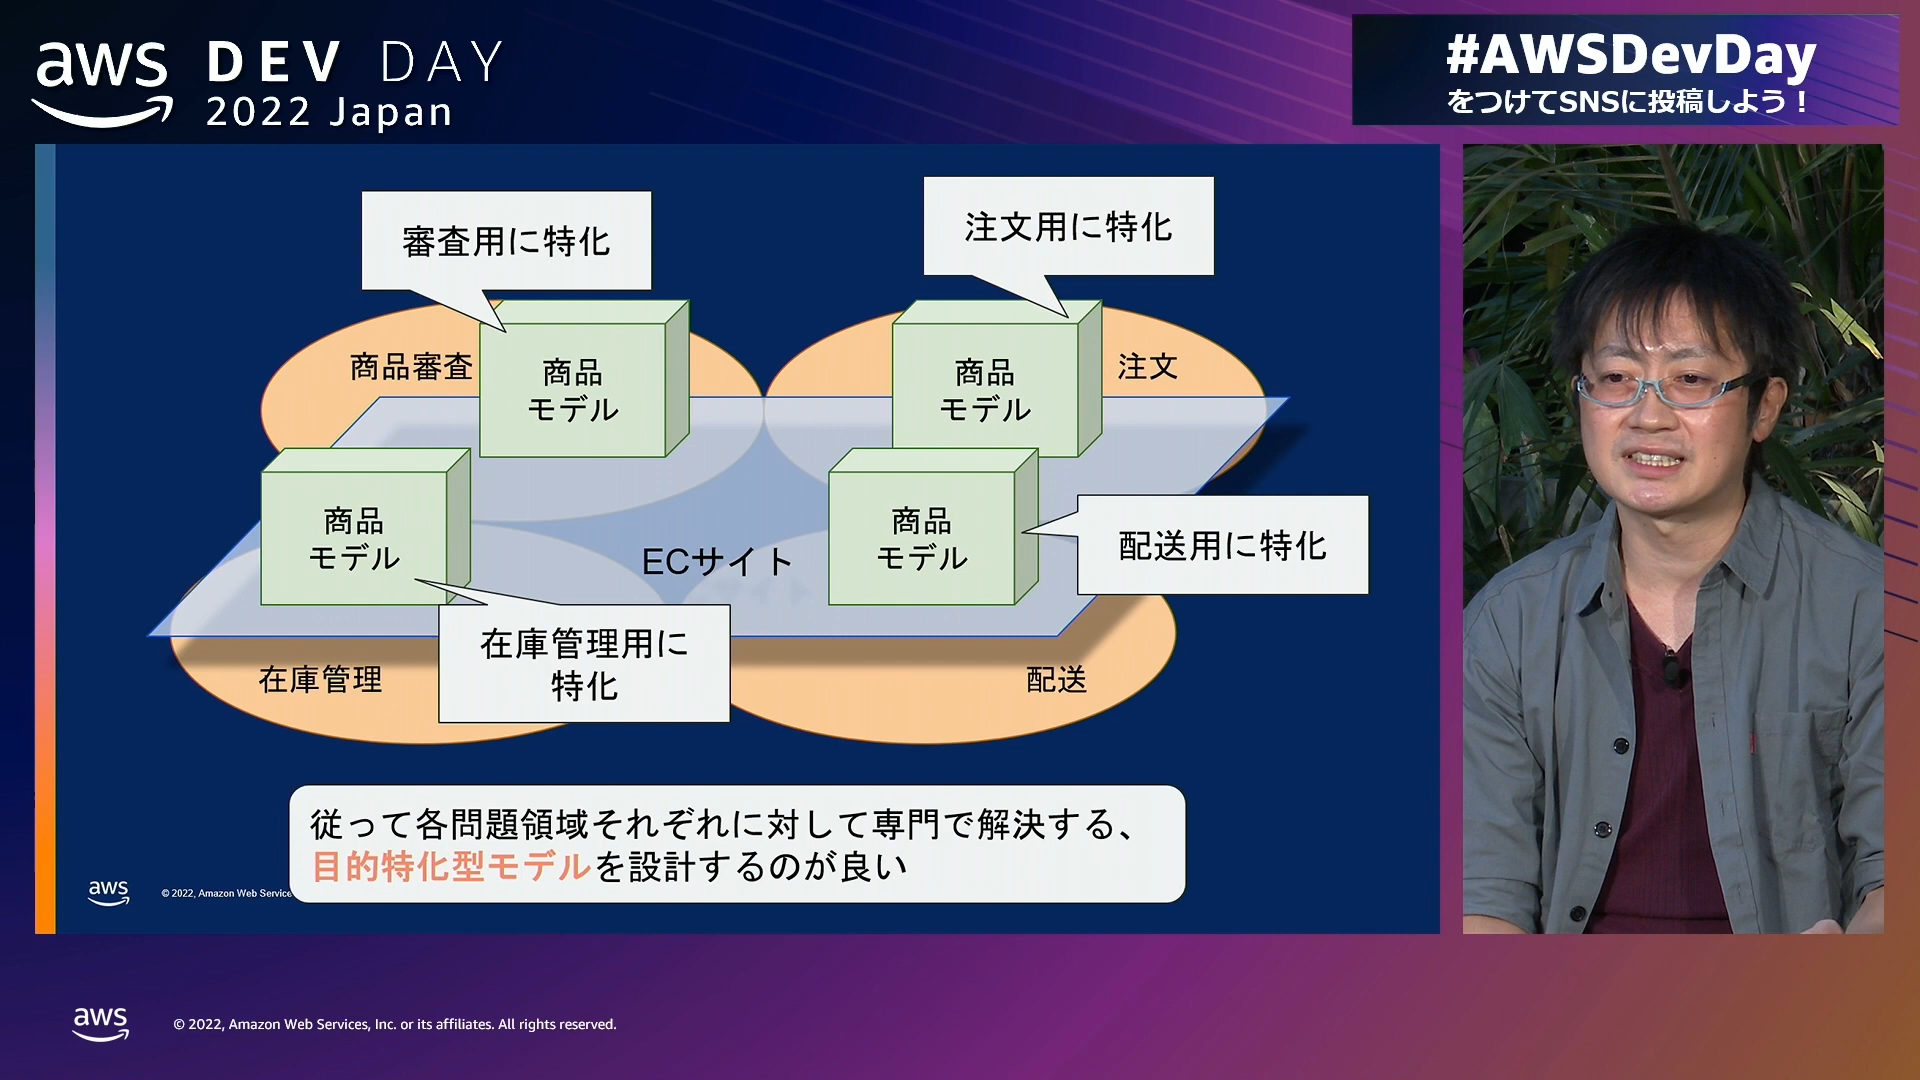 aws DEV DAY
2022 Japan
#AWSDevDay
をつけてSNSに投稿しよう！
審査用に特化
注文用に特化
商品審査
商品
モデル
商品
モデル
注文
商品
モデル
ECサイト
商品
モデル
配送用に特化
在庫管理用に
特化
在庫管理
配送
従って各問題領域それぞれに対して専門で解決する、
目的特化型モデルを設計するのが良い
aws
© 2022, Amazon Web Service
aws
© 2022, Amazon Web Services, Inc. or its affiliates. All rights reserved.